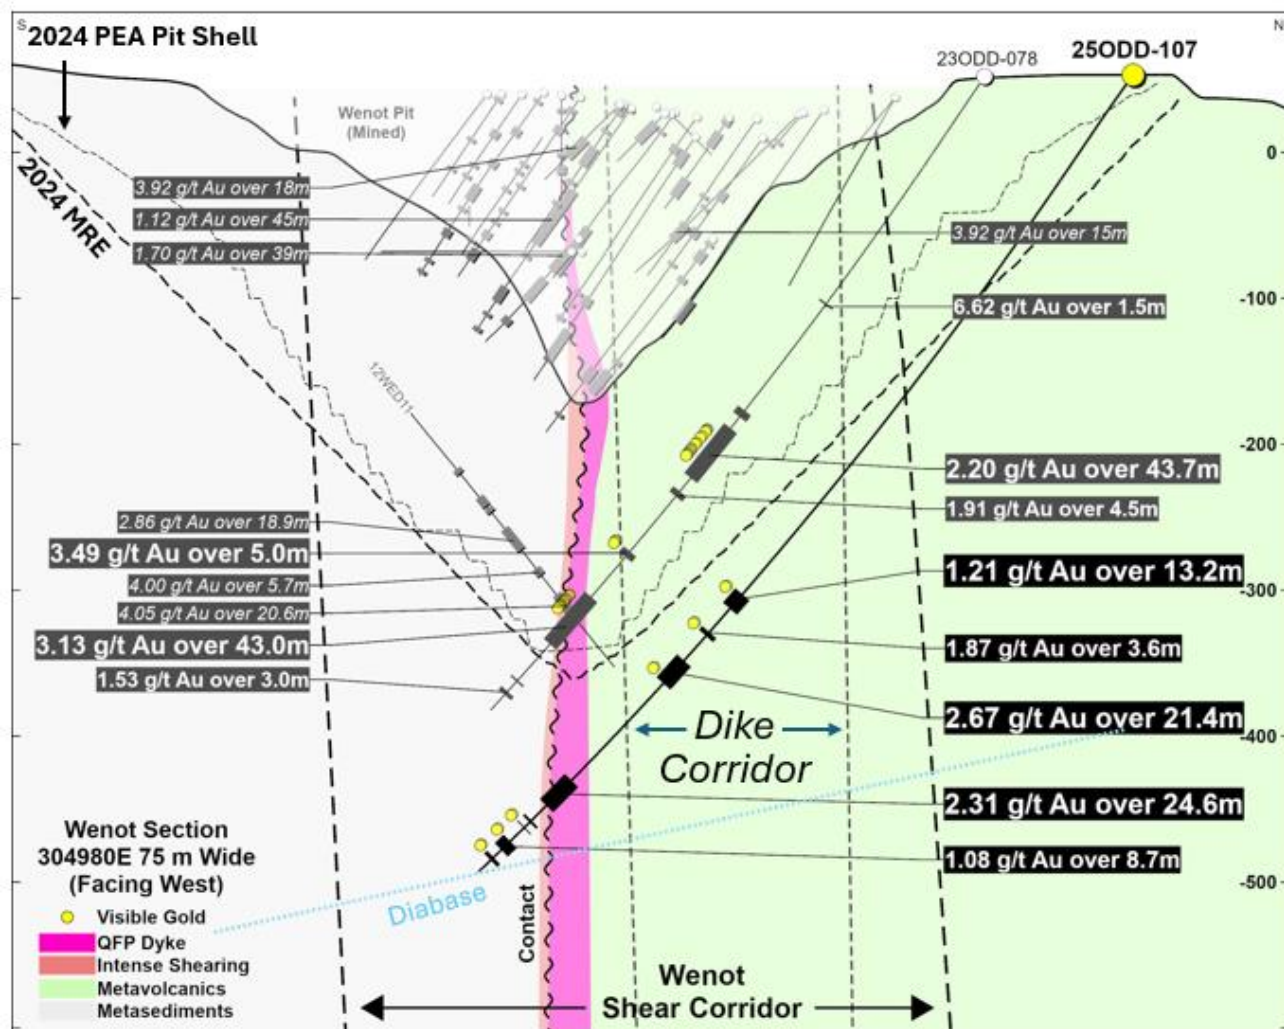 S
N
2024 PEA Pit Shell
23ODD-078
25ODD-107
Wenot Pit
(Mined)
2024 MRE
0
-100
-200
-300
-400
-500
3.92 g/t Au over 18m
1.12 g/t Au over 45m
1.70 g/t Au over 39m
3.92 g/t Au over 15m
6.62 g/t Au over 1.5m
12WED11
2.20 g/t Au over 43.7m
1.91 g/t Au over 4.5m
2.86 g/t Au over 18.9m
3.49 g/t Au over 5.0m
4.00 g/t Au over 5.7m
4.05 g/t Au over 20.6m
3.13 g/t Au over 43.0m
1.53 g/t Au over 3.0m
1.21 g/t Au over 13.2m
1.87 g/t Au over 3.6m
2.67 g/t Au over 21.4m
2.31 g/t Au over 24.6m
1.08 g/t Au over 8.7m
Dike
Corridor
Wenot Section
304980E 75 m Wide
(Facing West)
Visible Gold
QFP Dyke
Intense Shearing
Metavolcanics
Metasediments
Diabase
Contact
Wenot
Shear Corridor